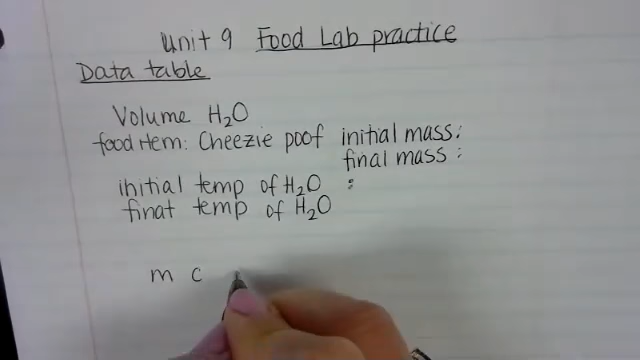 Unit 9 Food Lab practice
Data table
Volume H₂O
food item: Cheezie poof initial mass:
final mass :
initial temp of H₂O :
final temp of H₂O
m c